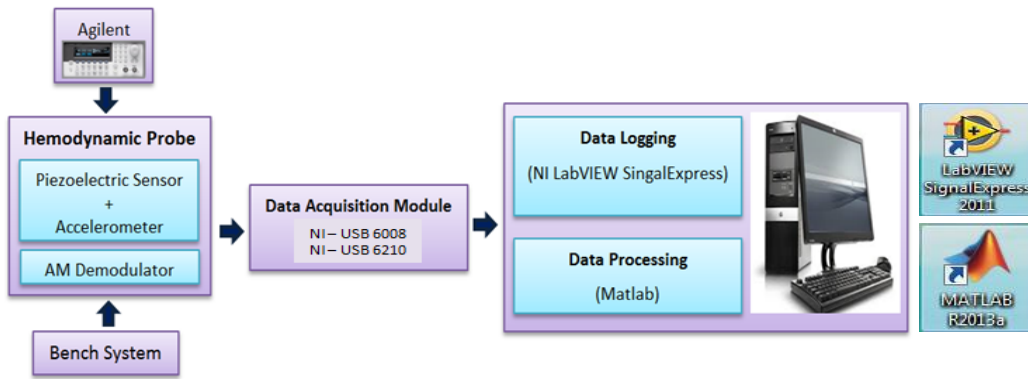 Agilent
Hemodynamic Probe
Piezoelectric Sensor
+
Accelerometer
AM Demodulator
Bench System
Data Acquisition Module
NI – USB 6008
NI – USB 6210
Data Logging
(NI LabVIEW SingalExpress)
Data Processing
(Matlab)
LabVIEW
SignalExpress
2011
MATLAB
R2013a